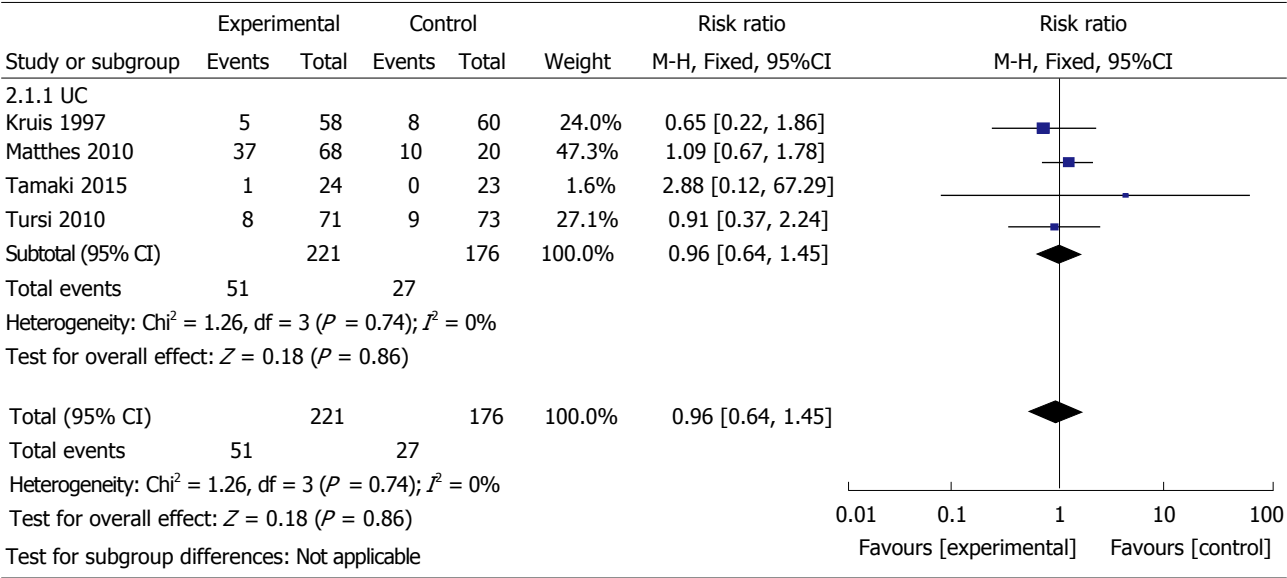 Experimental Control Risk ratio Risk ratio
Study or subgroup Events Total Events Total Weight M-H, Fixed, 95%CI M-H, Fixed, 95%CI
2.1.1 UC
Kruis 1997 5 58 8 60 24.0% 0.65 [0.22, 1.86]
Matthes 2010 37 68 10 20 47.3% 1.09 [0.67, 1.78]
Tamaki 2015 1 24 0 23 1.6% 2.88 [0.12, 67.29]
Tursi 2010 8 71 9 73 27.1% 0.91 [0.37, 2.24]
Subtotal (95% CI) 221 176 100.0% 0.96 [0.64, 1.45]
Total events 51 27
Heterogeneity: Chi² = 1.26, df = 3 (P = 0.74); I² = 0%
Test for overall effect: Z = 0.18 (P = 0.86)
Total (95% CI) 221 176 100.0% 0.96 [0.64, 1.45]
Total events 51 27
Heterogeneity: Chi² = 1.26, df = 3 (P = 0.74); I² = 0%
Test for overall effect: Z = 0.18 (P = 0.86)
Test for subgroup differences: Not applicable
0.01 0.1 1 10 100
Favours [experimental] Favours [control]